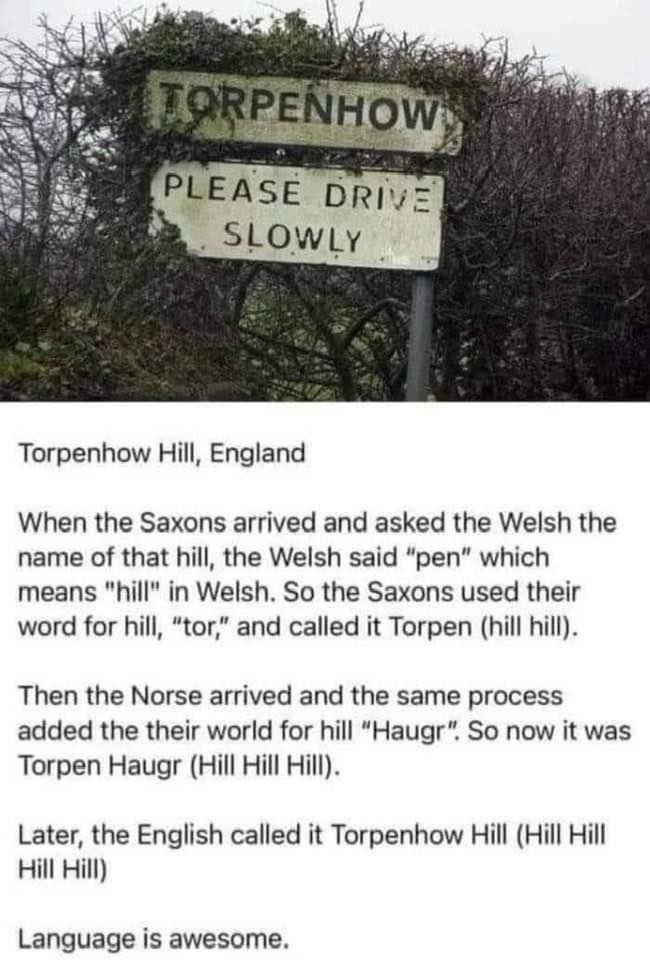 TORPENHOW
PLEASE DRIVE
SLOWLY
Torpenhow Hill, England
When the Saxons arrived and asked the Welsh the
name of that hill, the Welsh said "pen" which
means "hill" in Welsh. So the Saxons used their
word for hill, "tor," and called it Torpen (hill hill).
Then the Norse arrived and the same process
added the their world for hill "Haugr". So now it was
Torpen Haugr (Hill Hill Hill).
Later, the English called it Torpenhow Hill (Hill Hill
Hill Hill)
Language is awesome.